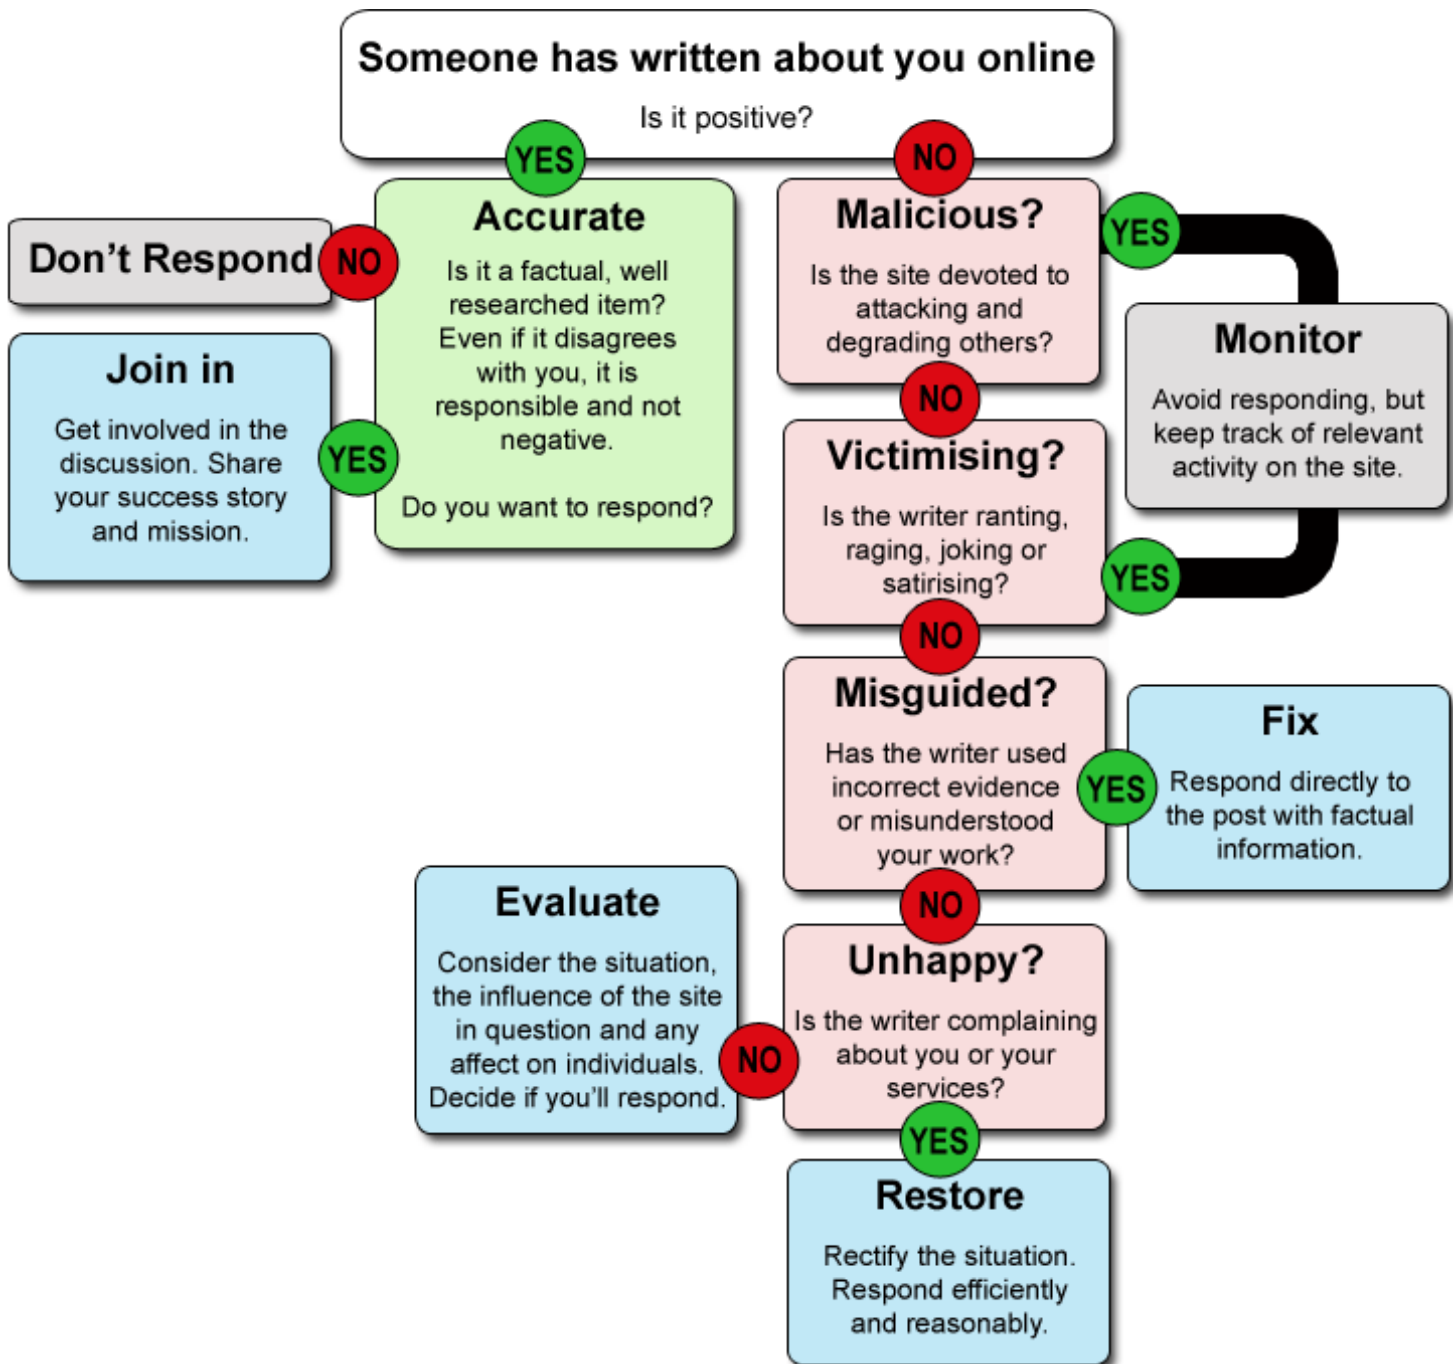 Someone has written about you online
Is it positive?
YES
NO
Accurate
Is it a factual, well
researched item?
Even if it disagrees
with you, it is
responsible and not
negative.
Do you want to respond?
NO
Don't Respond
YES
Join in
Get involved in the
discussion. Share
your success story
and mission.
Malicious?
Is the site devoted to
attacking and
degrading others?
YES
Monitor
Avoid responding, but
keep track of relevant
activity on the site.
NO
Victimising?
Is the writer ranting,
raging, joking or
satirising?
YES
NO
Misguided?
Has the writer used
incorrect evidence
or misunderstood
your work?
YES
Fix
Respond directly to
the post with factual
information.
NO
Unhappy?
Is the writer complaining
about you or your
services?
NO
Evaluate
Consider the situation,
the influence of the site
in question and any
affect on individuals.
Decide if you'll respond.
YES
Restore
Rectify the situation.
Respond efficiently
and reasonably.